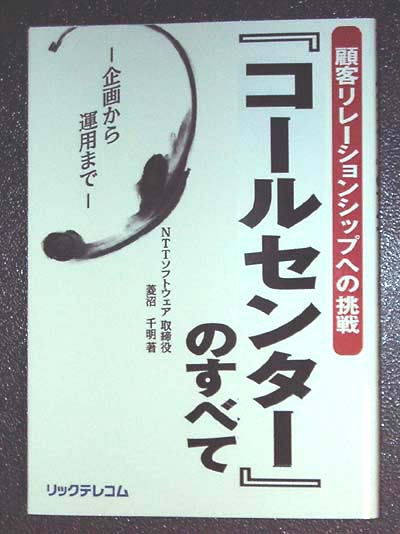 顧客リレーションシップへの挑戦
『コールセンター』
のすべて
―企画から
運用まで―
NTTソフトウェア 取締役
菱沼 千明 著
リックテレコム